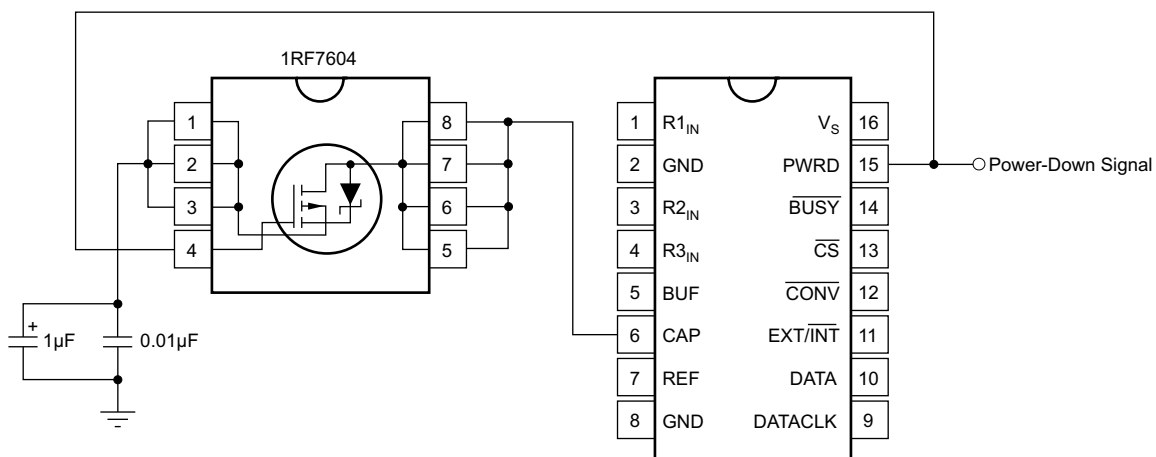 1RF7604
1
2
3
4
8
7
6
5
1µF
+
0.01µF
1 R1IN
2 GND
3 R2IN
4 R3IN
5 BUF
6 CAP
7 REF
8 GND
VS 16
PWRD 15
BUSY 14
CS 13
CONV 12
EXT/INT 11
DATA 10
DATACLK 9
Power-Down Signal